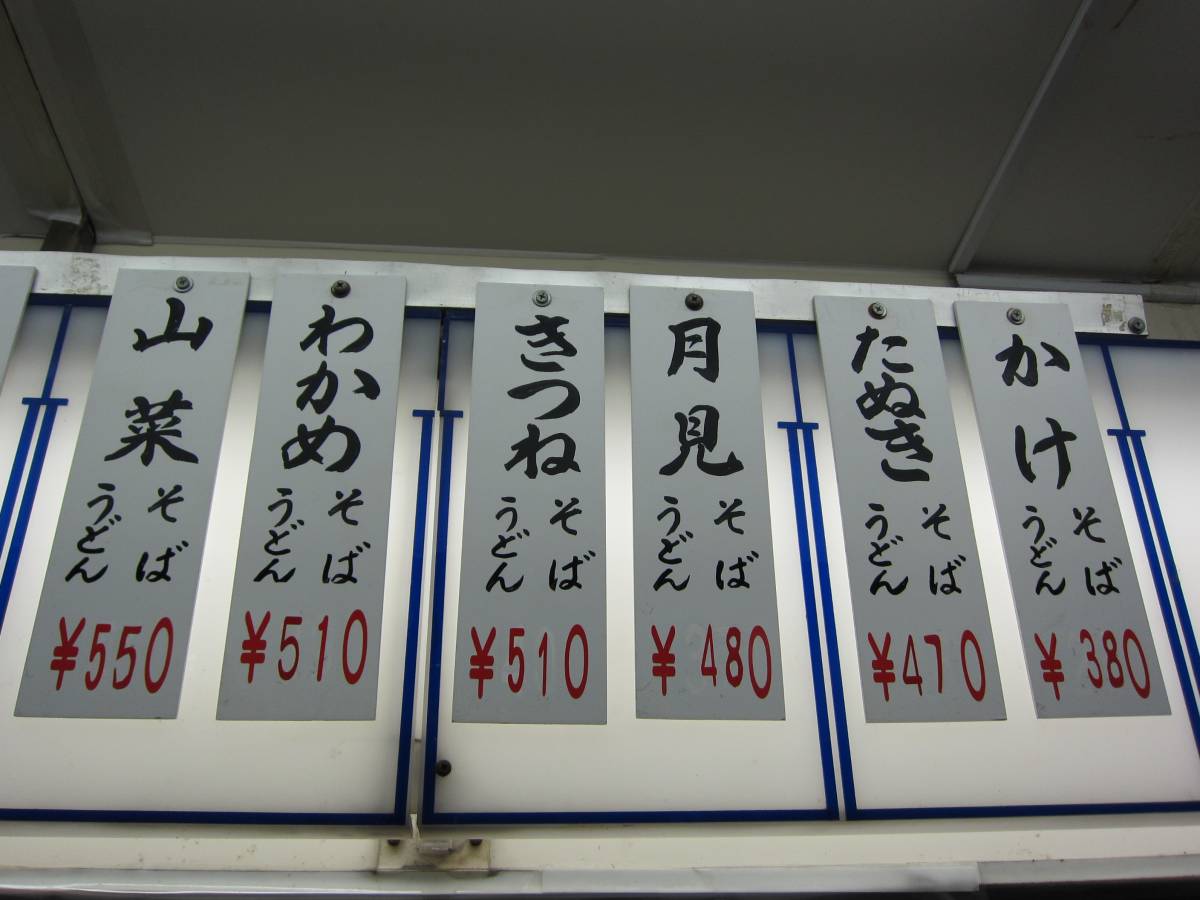 かけ
そば
うどん
¥380
たぬき
そば
うどん
¥470
月見
そば
うどん
¥480
きつね
そば
うどん
¥510
わかめ
そば
うどん
¥510
山菜
そば
うどん
¥550